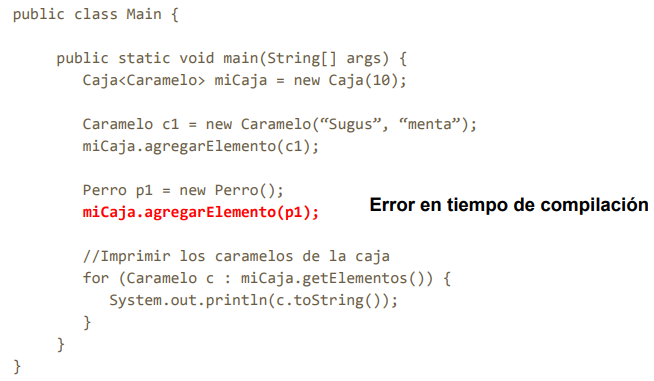 public class Main {
public static void main(String[] args) {
Caja<Caramelo> miCaja = new Caja(10);
Caramelo c1 = new Caramelo(“Sugus”, “menta”);
miCaja.agregarElemento(c1);
Perro p1 = new Perro();
miCaja.agregarElemento(p1);
Error en tiempo de compilación
//Imprimir los caramelos de la caja
for (Caramelo c : miCaja.getElementos()) {
System.out.println(c.toString());
}
}
}